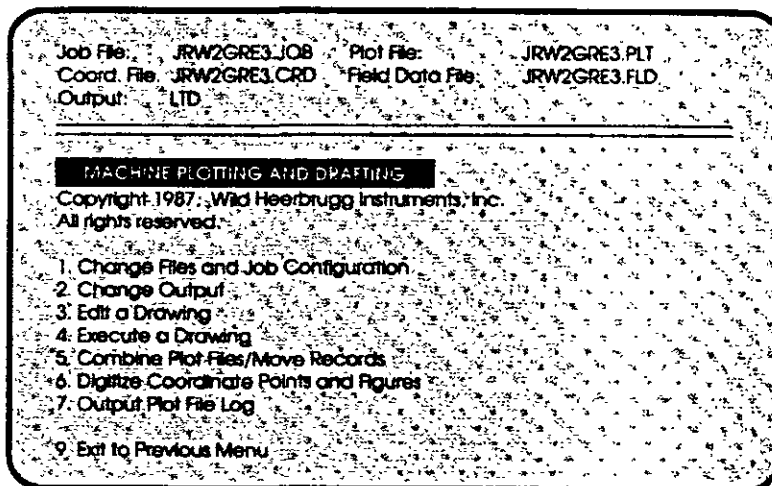 Job File: JRW2GRE3.JOB Plot File: JRW2GRE3.PLT
Coord. File: JRW2GRE3.CRD Field Data File: JRW2GRE3.FLD
Output: LTD
MACHINE PLOTTING AND DRAFTING
Copyright 1987. Wild Heerbrugg Instruments, Inc.
All rights reserved.
1. Change Files and Job Configuration
2. Change Output
3. Edit a Drawing
4. Execute a Drawing
5. Combine Plot Files/Move Records
6. Digitize Coordinate Points and Figures
7. Output Plot File Log
9. Exit to Previous Menu